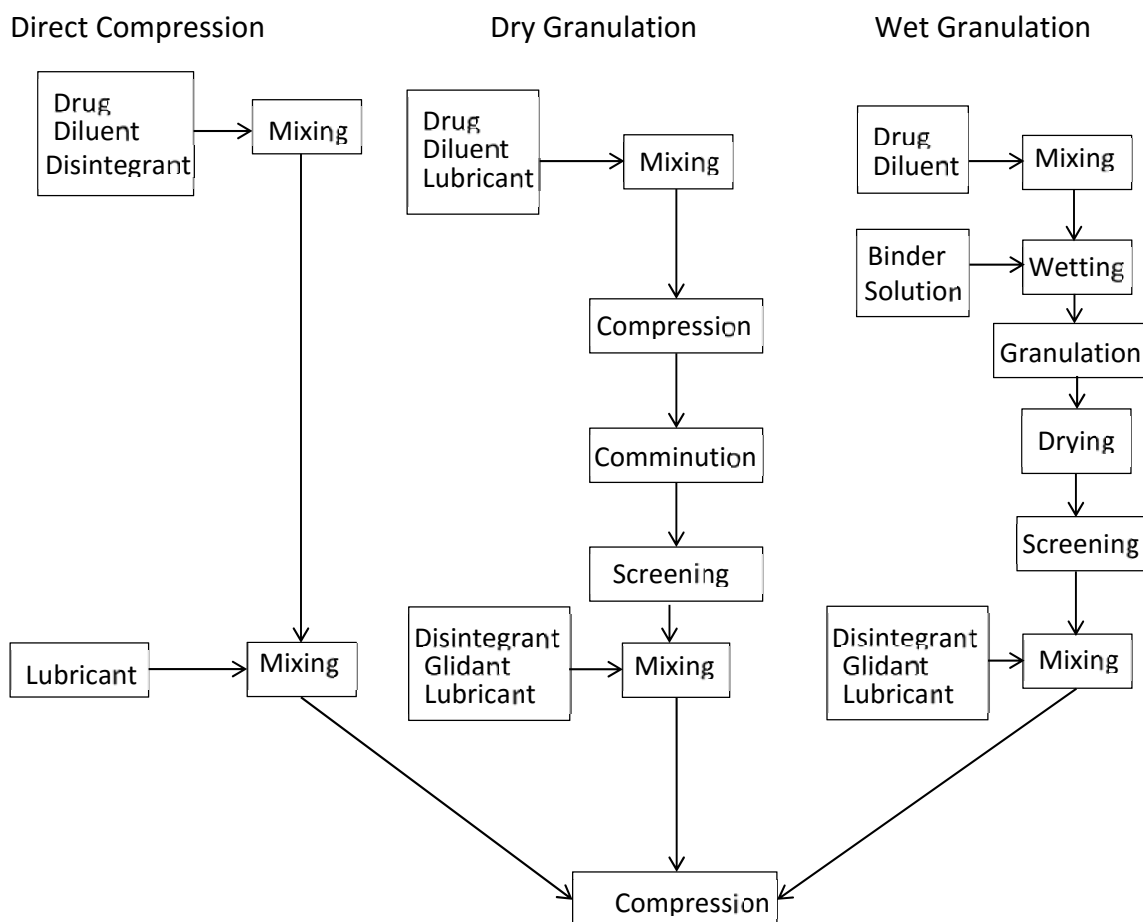 Direct Compression
Drug
Diluent
Disintegrant
Mixing
Lubricant
Mixing
Dry Granulation
Drug
Diluent
Lubricant
Mixing
Compression
Comminution
Screening
Disintegrant
Glidant
Lubricant
Mixing
Wet Granulation
Drug
Diluent
Mixing
Binder
Solution
Wetting
Granulation
Drying
Screening
Disintegrant
Glidant
Lubricant
Mixing
Compression